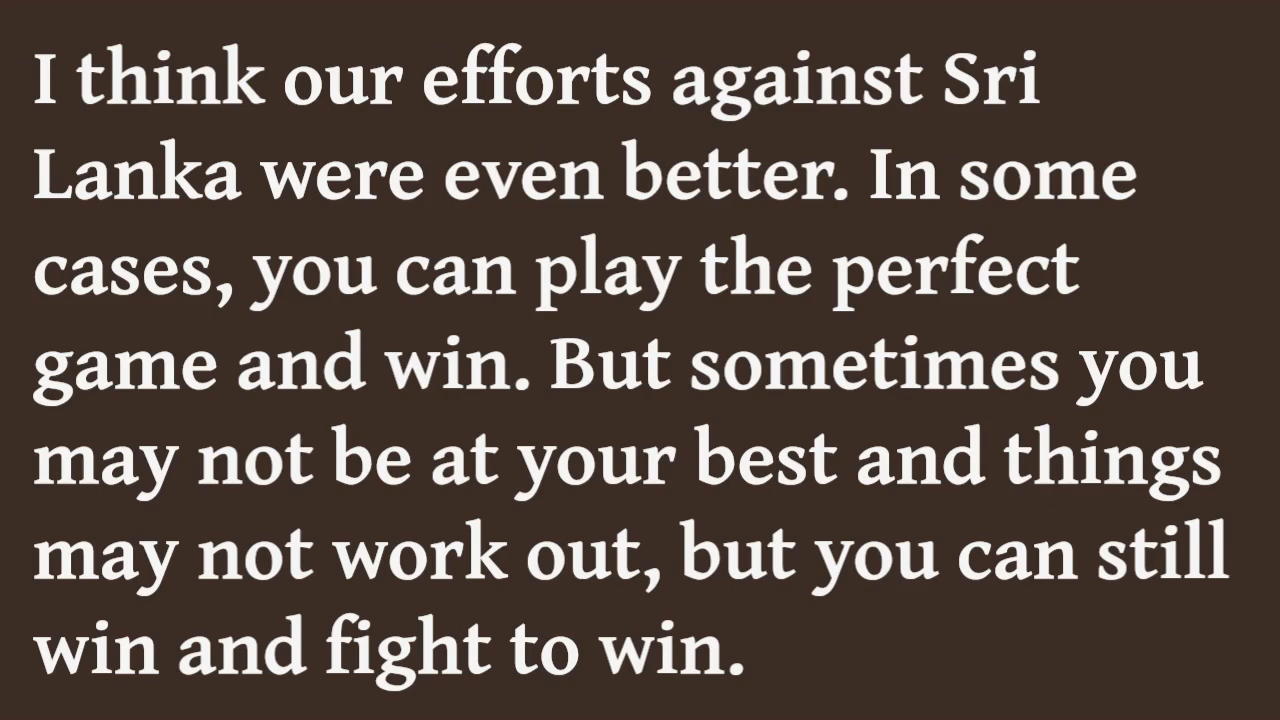 I think our efforts against Sri
Lanka were even better. In some
cases, you can play the perfect
game and win. But sometimes you
may not be at your best and things
may not work out, but you can still
win and fight to win.